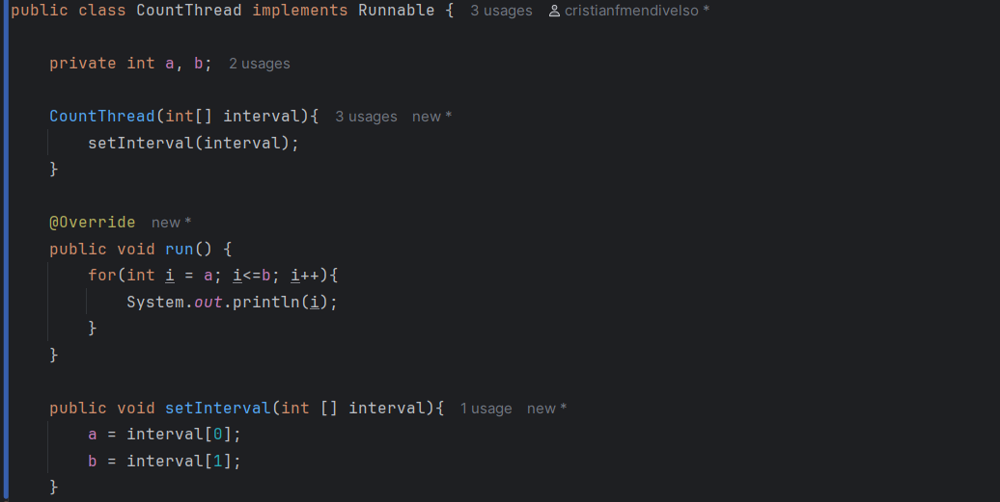 public class CountThread implements Runnable { 3 usages cristianfmendivelso *
private int a, b; 2 usages
CountThread(int[] interval){ 3 usages new *
setInterval(interval);
}
@Override new *
public void run() {
for(int i = a; i<=b; i++){
System.out.println(i);
}
}
public void setInterval(int [] interval){ 1 usage new *
a = interval[0];
b = interval[1];
}